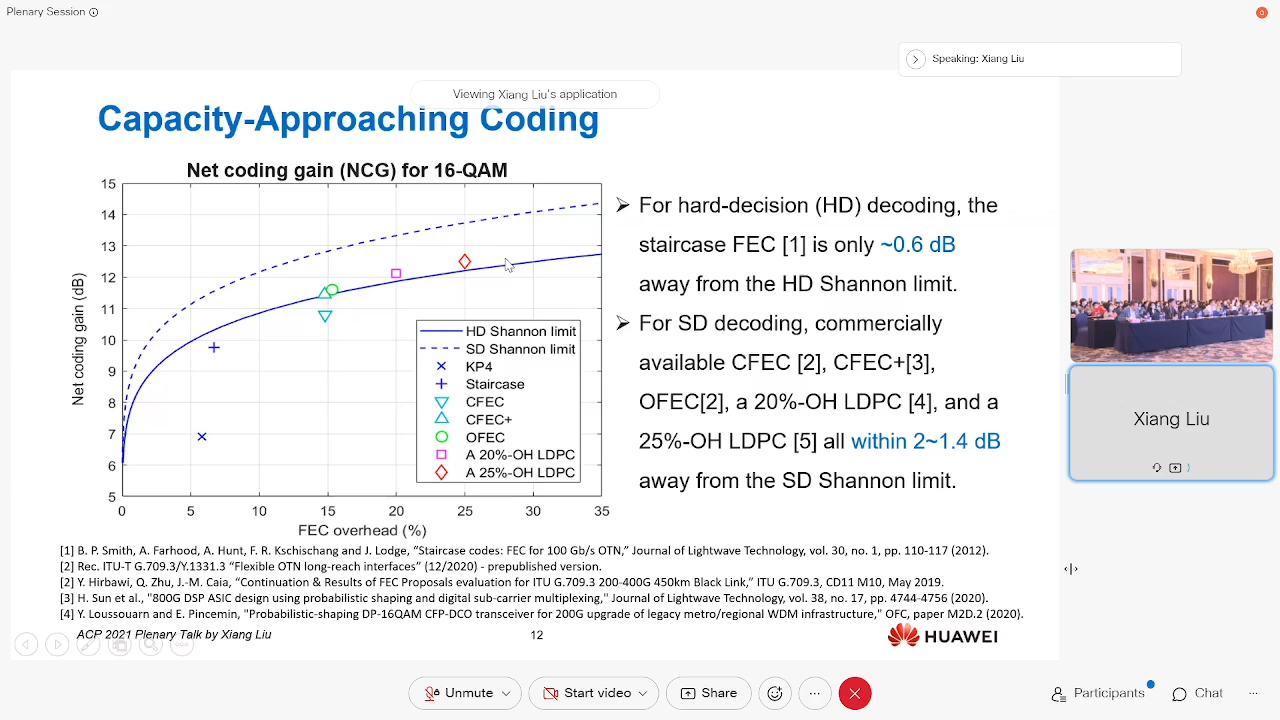 Plenary Session
Speaking: Xiang Liu
Viewing Xiang Liu's application
Capacity-Approaching Coding
Net coding gain (NCG) for 16-QAM
15
14
13
12
11
10
9
8
7
6
5
Net coding gain (dB)
0
5
10
15
20
25
30
35
FEC overhead (%)
HD Shannon limit
SD Shannon limit
KP4
Staircase
CFEC
CFEC+
OFEC
A 20%-OH LDPC
A 25%-OH LDPC
➢ For hard-decision (HD) decoding, the
staircase FEC [1] is only ~0.6 dB
away from the HD Shannon limit.
➢ For SD decoding, commercially
available CFEC [2], CFEC+[3],
OFEC[2], a 20%-OH LDPC [4], and a
25%-OH LDPC [5] all within 2~1.4 dB
away from the SD Shannon limit.
Xiang Liu
[1] B. P. Smith, A. Farhood, A. Hunt, F. R. Kschischang and J. Lodge, “Staircase codes: FEC for 100 Gb/s OTN,” Journal of Lightwave Technology, vol. 30, no. 1, pp. 110-117 (2012).
[2] Rec. ITU-T G.709.3/Y.1331.3 “Flexible OTN long-reach interfaces” (12/2020) - prepublished version.
[2] Y. Hirbawi, Q. Zhu, J.-M. Caia, “Continuation & Results of FEC Proposals evaluation for ITU G.709.3 200-400G 450km Black Link,” ITU G.709.3, CD11 M10, May 2019.
[3] H. Sun et al., "800G DSP ASIC design using probabilistic shaping and digital sub-carrier multiplexing," Journal of Lightwave Technology, vol. 38, no. 17, pp. 4744-4756 (2020).
[4] Y. Loussouarn and E. Pincemin, "Probabilistic-shaping DP-16QAM CFP-DCO transceiver for 200G upgrade of legacy metro/regional WDM infrastructure," OFC, paper M2D.2 (2020).
ACP 2021 Plenary Talk by Xiang Liu
12
HUAWEI
Unmute
Start video
Share
Participants
Chat